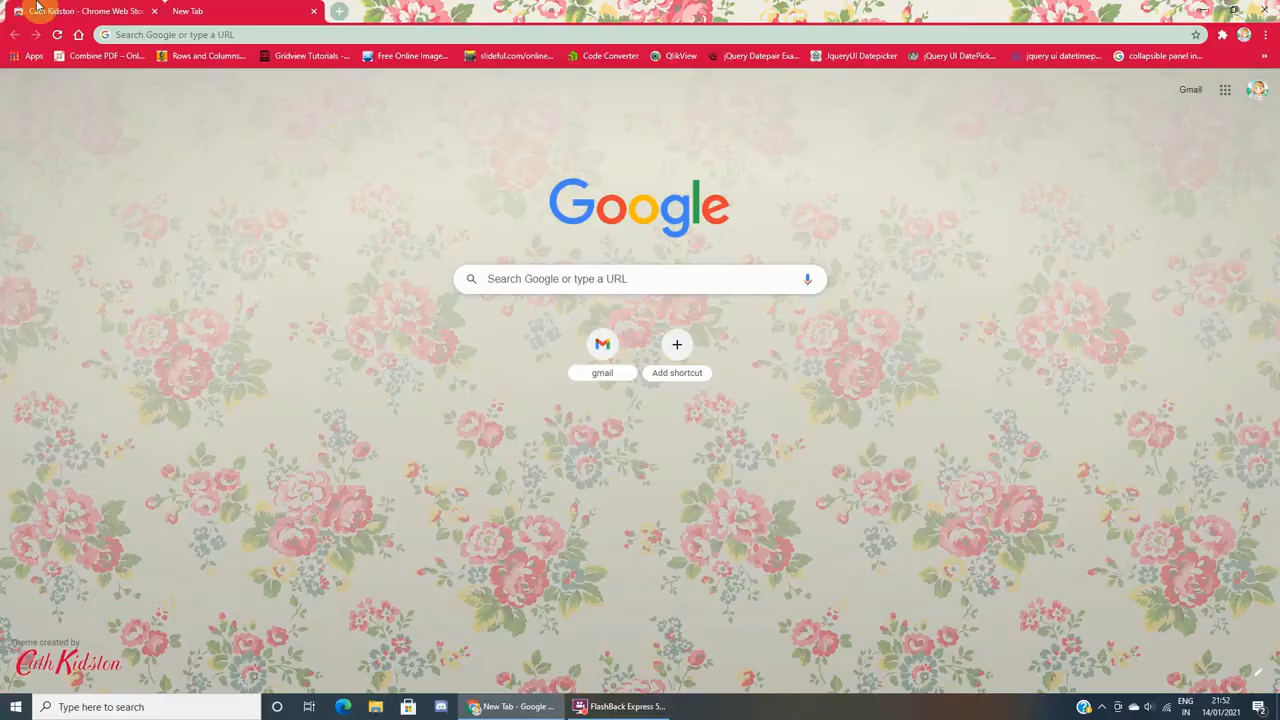 Cath Kidston - Chrome Web Sto
New Tab
Search Google or type a URL
Apps
Combine PDF – Onl...
Rows and Columns...
Gridview Tutorials -...
Free Online Image...
slideful.com/online...
Code Converter
QlikView
jQuery Datepair Exa...
JqueryUI Datepicker
jQuery UI DatePick...
jquery ui datetimep...
collapsible panel in...
Gmail
Google
Search Google or type a URL
gmail
Add shortcut
Theme created by
Cath Kidston
Type here to search
New Tab - Google ...
FlashBack Express 5...
ENG
IN
21:52
14/01/2021
2